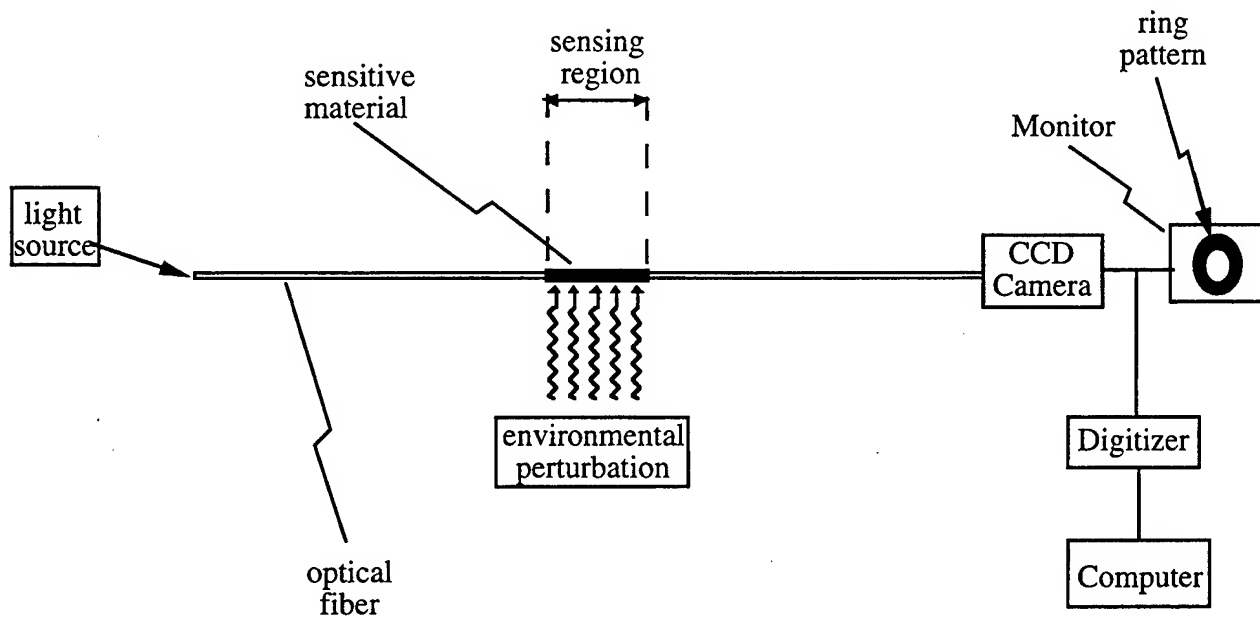 ring
pattern
sensing
region
sensitive
material
Monitor
light
source
CCD
Camera
environmental
perturbation
Digitizer
optical
fiber
Computer